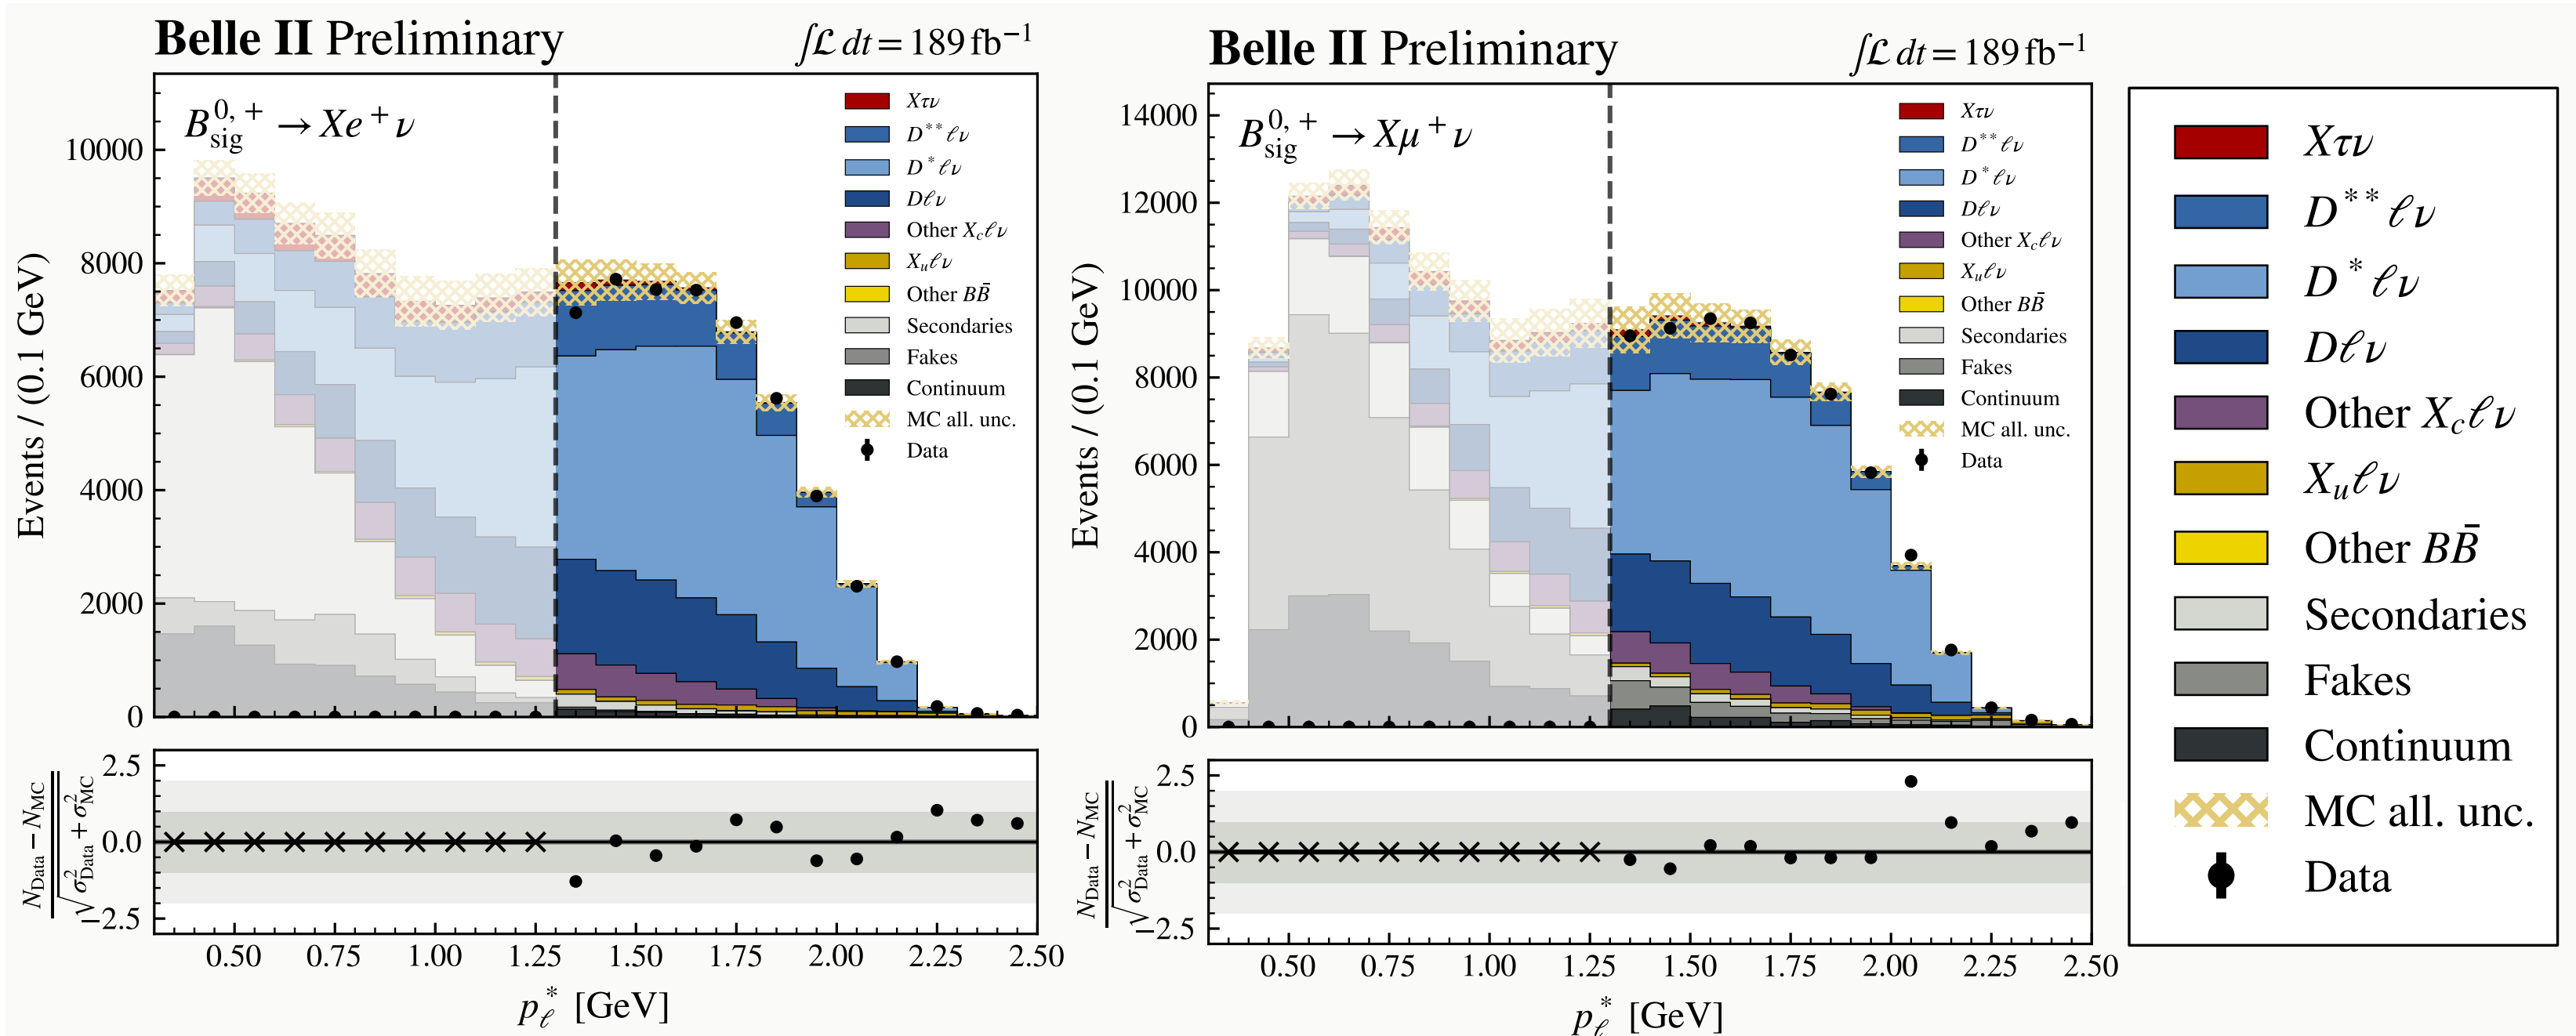 Belle II Preliminary ∫ℒ dt = 189 fb⁻¹
B⁰,⁺sig → Xe⁺ν
Xτν
D**ℓν
D*ℓν
Dℓν
Other X_cℓν
X_uℓν
Other BB̄
Secondaries
Fakes
Continuum
MC all. unc.
Data
Events / (0.1 GeV)
10000
8000
6000
4000
2000
0
N_Data − N_MC
√σ²_Data + σ²_MC
2.5
0.0
−2.5
0.50 0.75 1.00 1.25 1.50 1.75 2.00 2.25 2.50
p*_ℓ [GeV]
Belle II Preliminary ∫ℒ dt = 189 fb⁻¹
B⁰,⁺sig → Xμ⁺ν
Xτν
D**ℓν
D*ℓν
Dℓν
Other X_cℓν
X_uℓν
Other BB̄
Secondaries
Fakes
Continuum
MC all. unc.
Data
Events / (0.1 GeV)
14000
12000
10000
8000
6000
4000
2000
0
N_Data − N_MC
√σ²_Data + σ²_MC
2.5
0.0
−2.5
0.50 0.75 1.00 1.25 1.50 1.75 2.00 2.25 2.50
p*_ℓ [GeV]
Xτν
D**ℓν
D*ℓν
Dℓν
Other X_cℓν
X_uℓν
Other BB̄
Secondaries
Fakes
Continuum
MC all. unc.
Data